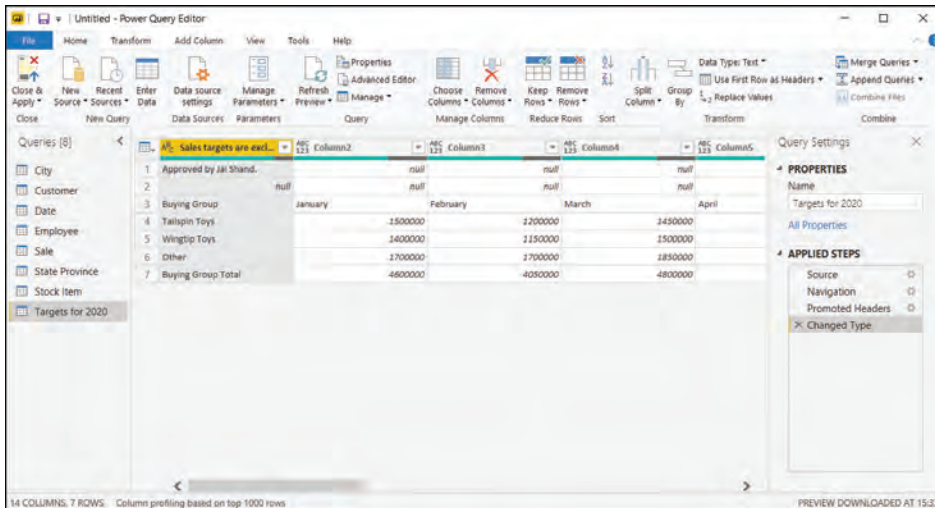 Untitled - Power Query Editor
File Home Transform Add Column View Tools Help
Close & Apply
New Source
Recent Sources
Enter Data
Data source settings
Manage Parameters
Refresh Preview
Properties
Advanced Editor
Manage
Choose Columns
Remove Columns
Keep Rows
Remove Rows
Split Column
Group By
Data Type: Text
Use First Row as Headers
Replace Values
Merge Queries
Append Queries
Combine Files
Close New Query Data Sources Parameters Query Manage Columns Reduce Rows Sort Transform Combine
Queries [8]
City
Customer
Date
Employee
Sale
State Province
Stock Item
Targets for 2020
Sales targets are excl... Column2 Column3 Column4 Column5
1 Approved by Jai Shand. null null null
2 null null null null
3 Buying Group January February March April
4 Tailspin Toys 1500000 1200000 1450000
5 Wingtip Toys 1400000 1150000 1500000
6 Other 1700000 1700000 1850000
7 Buying Group Total 4600000 4050000 4800000
Query Settings
PROPERTIES
Name
Targets for 2020
All Properties
APPLIED STEPS
Source
Navigation
Promoted Headers
Changed Type
14 COLUMNS, 7 ROWS Column profiling based on top 1000 rows
PREVIEW DOWNLOADED AT 15:3